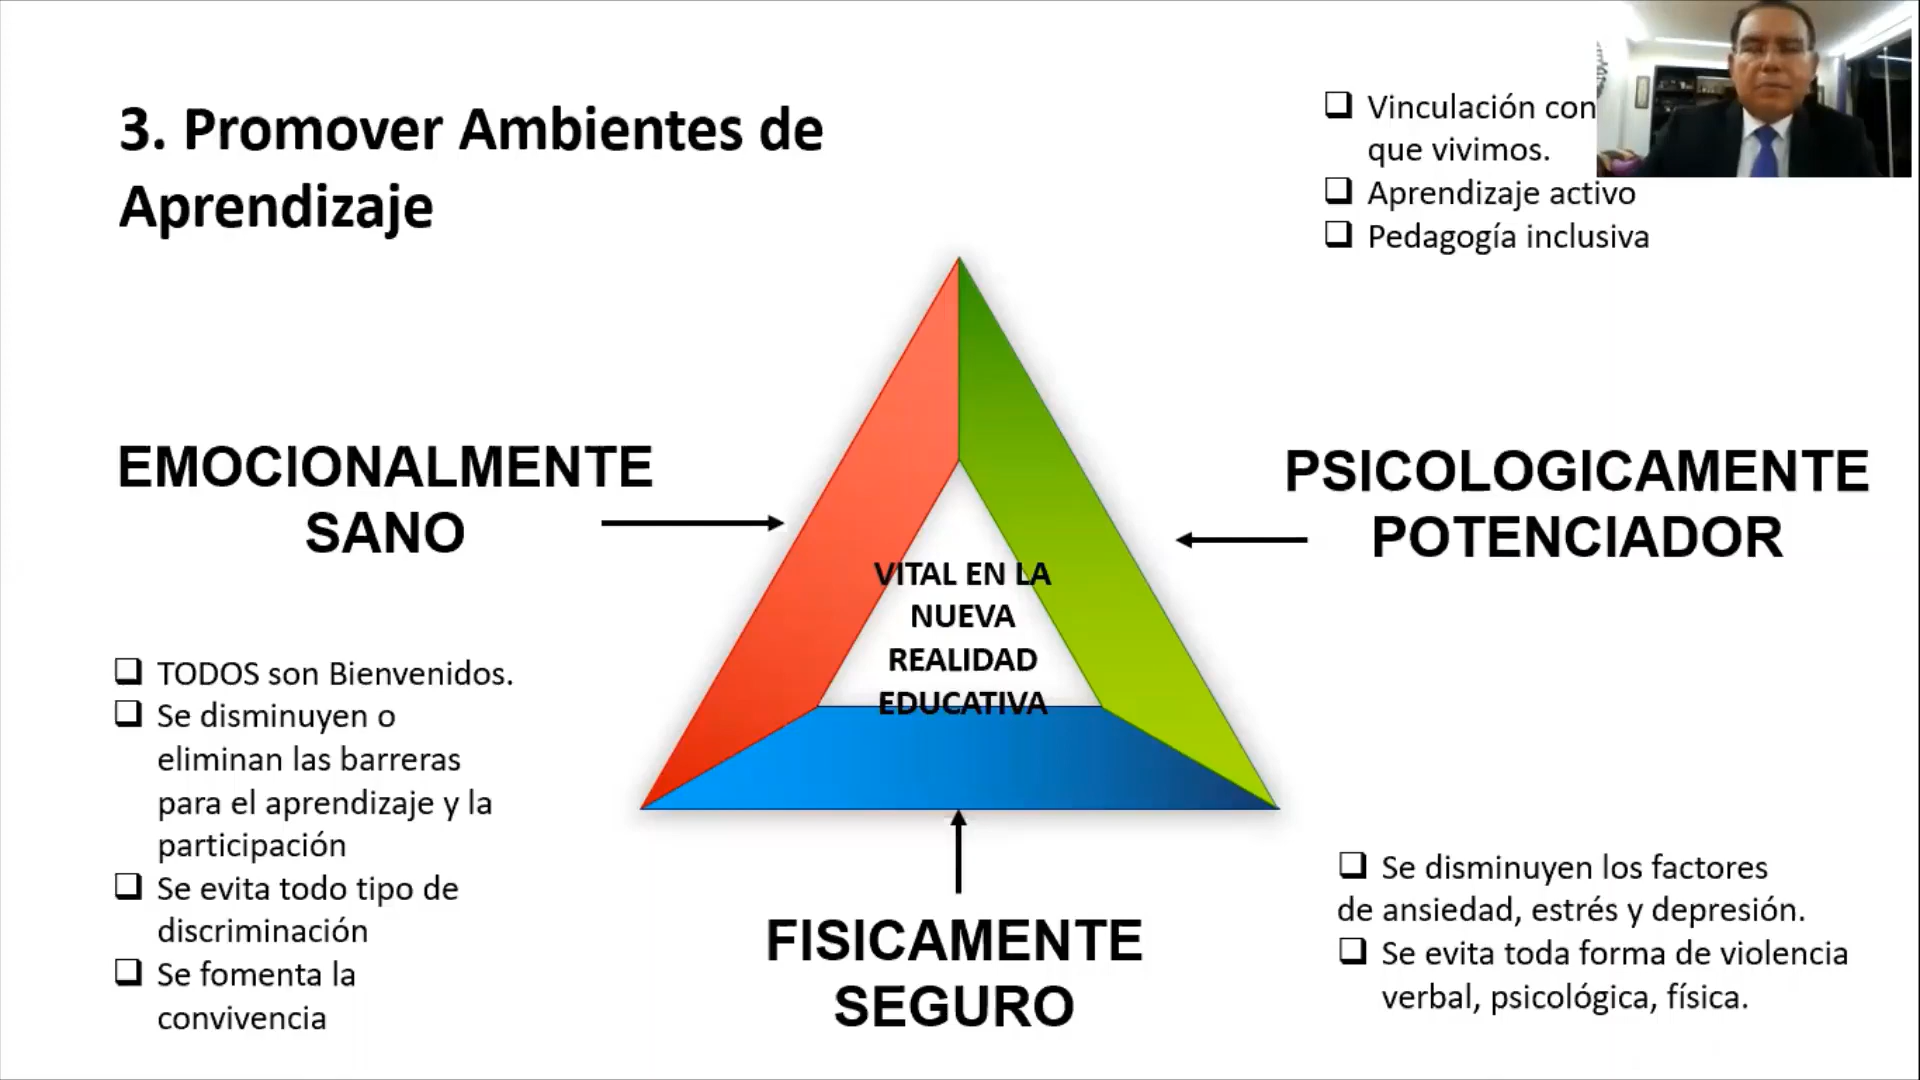 3. Promover Ambientes de
Aprendizaje
❑ Vinculación con
que vivimos.
❑ Aprendizaje activo
❑ Pedagogía inclusiva
EMOCIONALMENTE
SANO
PSICOLOGICAMENTE
POTENCIADOR
VITAL EN LA
NUEVA
REALIDAD
EDUCATIVA
❑ TODOS son Bienvenidos.
❑ Se disminuyen o
eliminan las barreras
para el aprendizaje y la
participación
❑ Se evita todo tipo de
discriminación
❑ Se fomenta la
convivencia
FISICAMENTE
SEGURO
❑ Se disminuyen los factores
de ansiedad, estrés y depresión.
❑ Se evita toda forma de violencia
verbal, psicológica, física.